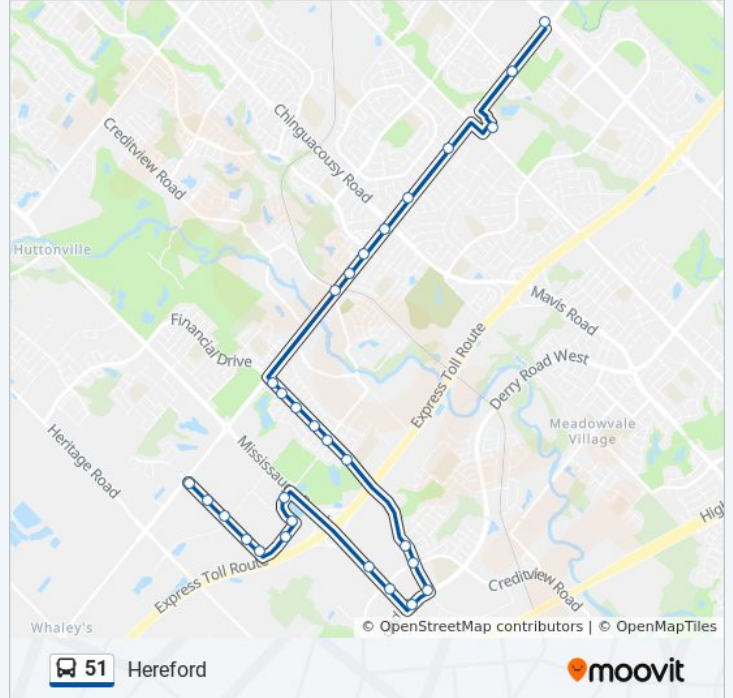 Chinguacousy Road
Creditview Road
Huttonville
Mavis Road
Financial Drive
Express Toll Route
Derry Road West
Meadowvale
Village
Heritage Road
Mississau
High
Express Toll Route
Creditview Road
Whaley's
© OpenStreetMap contributors | © OpenMapTiles
51 Hereford
moovit